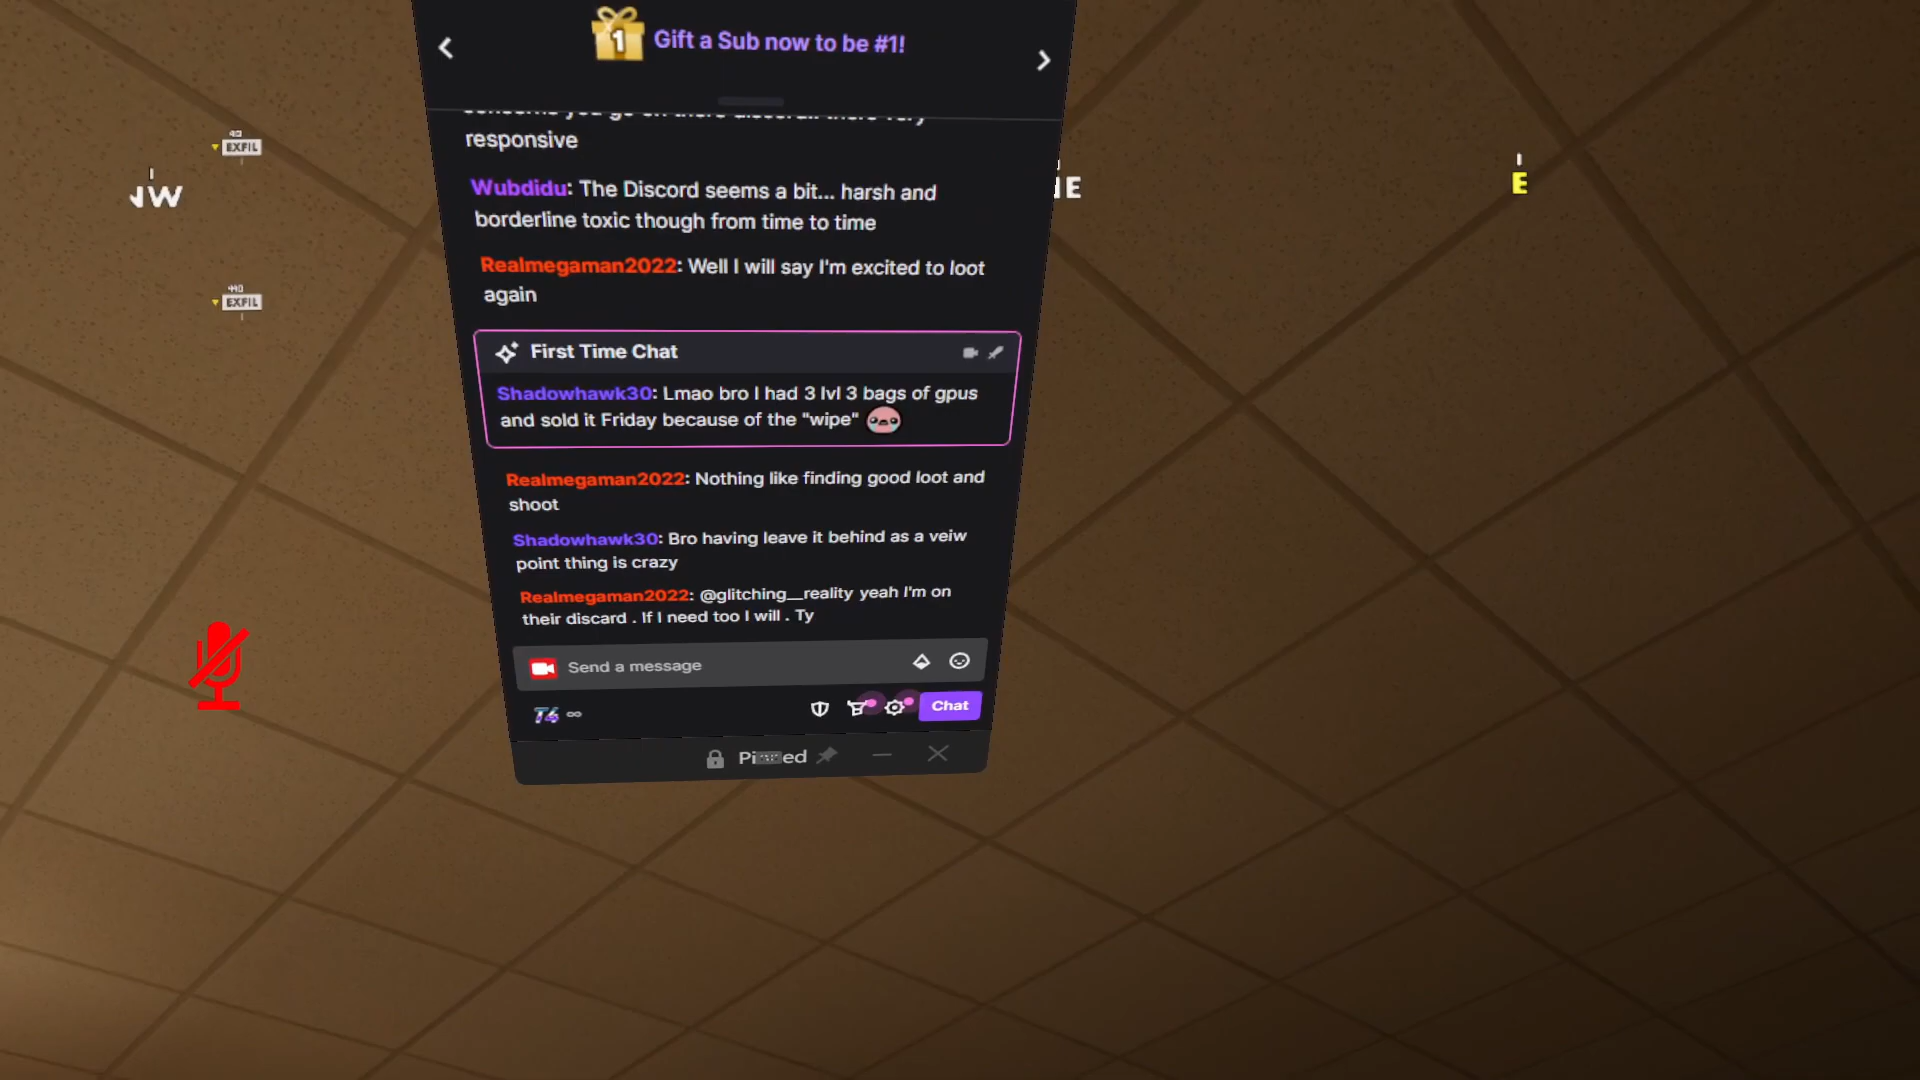 1 Gift a Sub now to be #1!
responsive
Wubdidu: The Discord seems a bit... harsh and
borderline toxic though from time to time
Realmegaman2022: Well I will say I'm excited to loot
again
First Time Chat
Shadowhawk30: Lmao bro I had 3 lvl 3 bags of gpus
and sold it Friday because of the "wipe"
Realmegaman2022: Nothing like finding good loot and
shoot
Shadowhawk30: Bro having leave it behind as a veiw
point thing is crazy
Realmegaman2022: @glitching__reality yeah I'm on
their discard . If I need too I will . Ty
Send a message
Chat
Pinned
EXFIL
NW
E
EXFIL
E